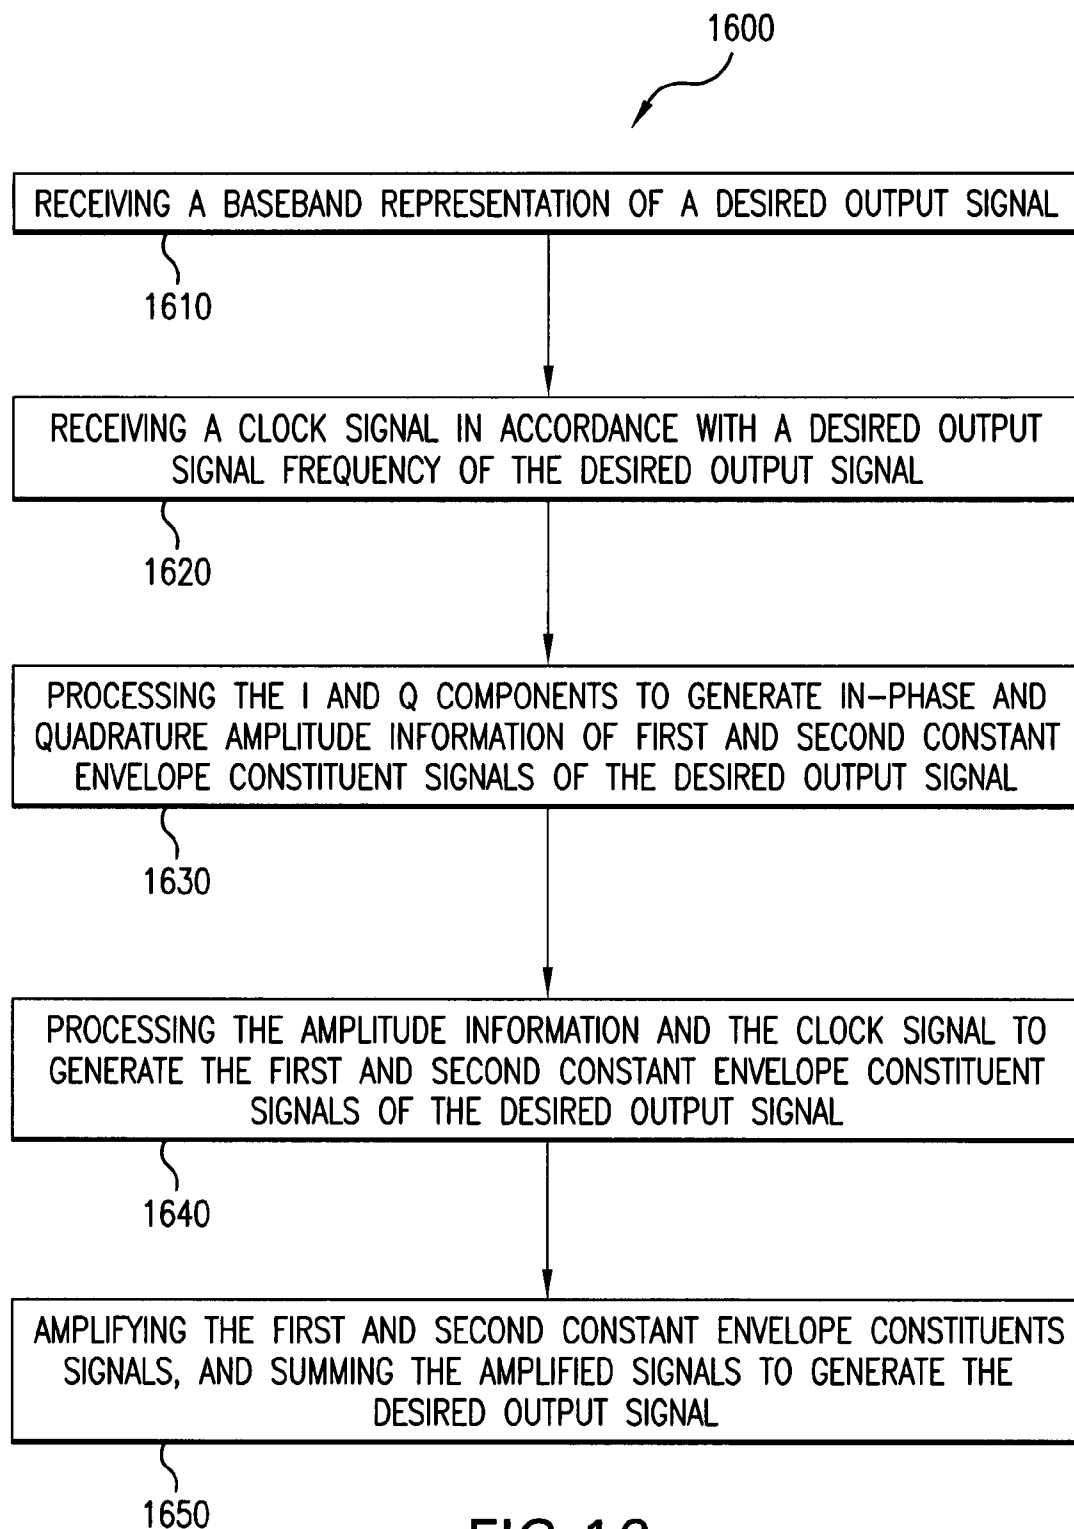 1600
RECEIVING A BASEBAND REPRESENTATION OF A DESIRED OUTPUT SIGNAL
1610
RECEIVING A CLOCK SIGNAL IN ACCORDANCE WITH A DESIRED OUTPUT
SIGNAL FREQUENCY OF THE DESIRED OUTPUT SIGNAL
1620
PROCESSING THE I AND Q COMPONENTS TO GENERATE IN-PHASE AND
QUADRATURE AMPLITUDE INFORMATION OF FIRST AND SECOND CONSTANT
ENVELOPE CONSTITUENT SIGNALS OF THE DESIRED OUTPUT SIGNAL
1630
PROCESSING THE AMPLITUDE INFORMATION AND THE CLOCK SIGNAL TO
GENERATE THE FIRST AND SECOND CONSTANT ENVELOPE CONSTITUENT
SIGNALS OF THE DESIRED OUTPUT SIGNAL
1640
AMPLIFYING THE FIRST AND SECOND CONSTANT ENVELOPE CONSTITUENTS
SIGNALS, AND SUMMING THE AMPLIFIED SIGNALS TO GENERATE THE
DESIRED OUTPUT SIGNAL
1650